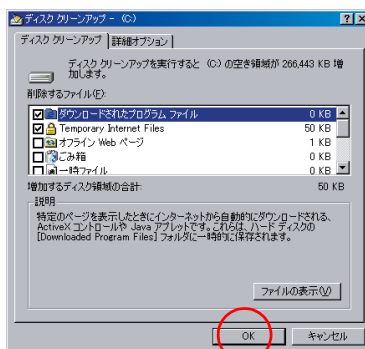 ディスク クリーンアップ - (C:)
ディスク クリーンアップ 詳細オプション
ディスク クリーンアップを実行すると (C:) の空き領域が 266,443 KB 増
加します。
削除するファイル(F):
ダウンロードされたプログラム ファイル 0 KB
Temporary Internet Files 50 KB
オフライン Web ページ 1 KB
ごみ箱 0 KB
一時ファイル 0 KB
増加するディスク領域の合計: 50 KB
説明
特定のページを表示したときにインターネットから自動的にダウンロードされる、
ActiveX コントロールや Java アプレットです。これらは、ハード ディスクの
[Downloaded Program Files] フォルダに一時的に保存されます。
ファイルの表示(V)
OK キャンセル